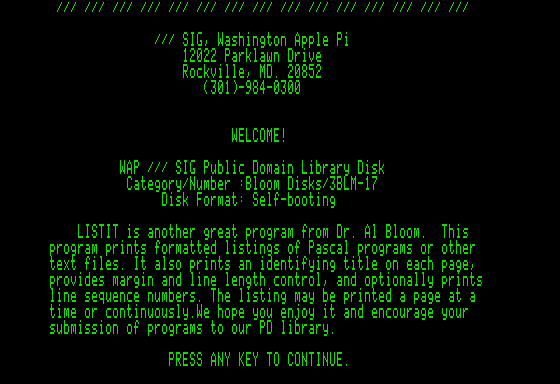 /// /// /// /// /// /// /// /// /// /// /// /// /// /// ///
/// SIG, Washington Apple Pi
12022 Parklawn Drive
Rockville, MD. 20852
(301)-984-0300
WELCOME!
WAP /// SIG Public Domain Library Disk
Category/Number :Bloom Disks/3BLM-17
Disk Format: Self-booting
LISTIT is another great program from Dr. Al Bloom.  This
program prints formatted listings of Pascal programs or other
text files. It also prints an identifying title on each page,
provides margin and line length control, and optionally prints
line sequence numbers. The listing may be printed a page at a
time or continuously.We hope you enjoy it and encourage your
submission of programs to our PD library.
PRESS ANY KEY TO CONTINUE.